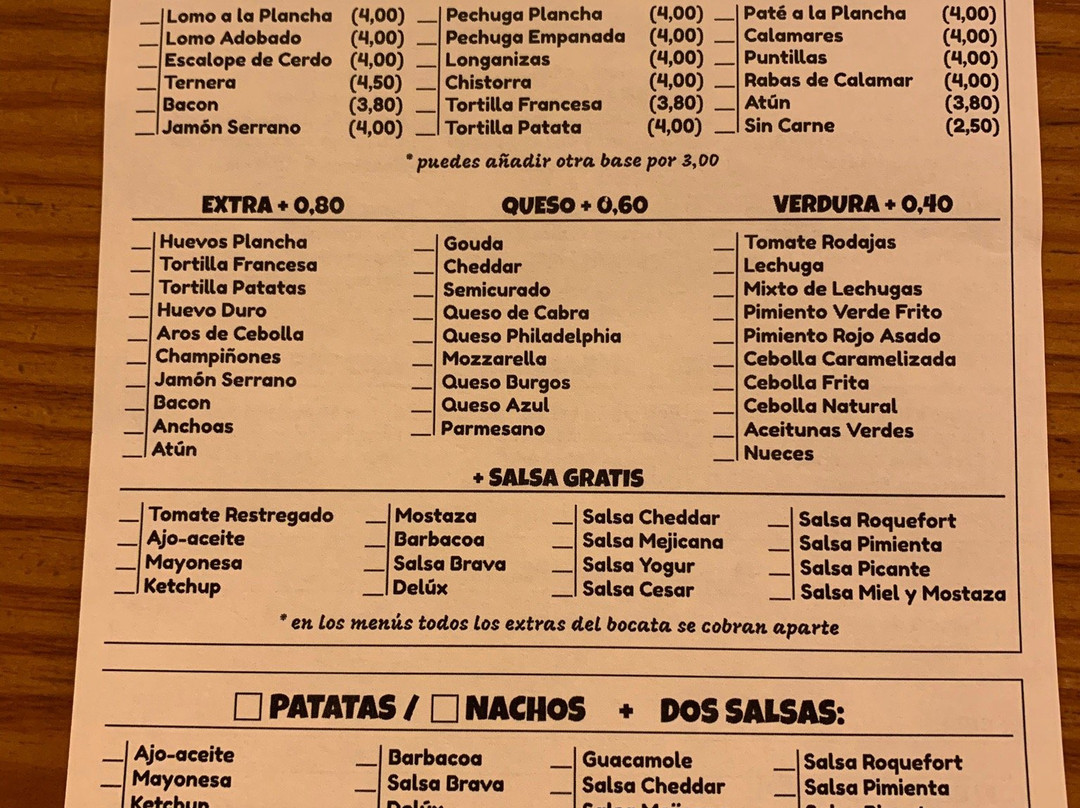 Lomo a la Plancha (4,00) Pechuga Plancha (4,00) Paté a la Plancha (4,00)
Lomo Adobado (4,00) Pechuga Empanada (4,00) Calamares (4,00)
Escalope de Cerdo (4,00) Longanizas (4,00) Puntillas (4,00)
Ternera (4,50) Chistorra (4,00) Rabas de Calamar (4,00)
Bacon (3,80) Tortilla Francesa (3,80) Atún (3,80)
Jamón Serrano (4,00) Tortilla Patata (4,00) Sin Carne (2,50)
* puedes añadir otra base por 3,00
EXTRA + 0,80 QUESO + 0,60 VERDURA + 0,40
Huevos Plancha Gouda Tomate Rodajas
Tortilla Francesa Cheddar Lechuga
Tortilla Patatas Semicurado Mixto de Lechugas
Huevo Duro Queso de Cabra Pimiento Verde Frito
Aros de Cebolla Queso Philadelphia Pimiento Rojo Asado
Champiñones Mozzarella Cebolla Caramelizada
Jamón Serrano Queso Burgos Cebolla Frita
Bacon Queso Azul Cebolla Natural
Anchoas Parmesano Aceitunas Verdes
Atún Nueces
+ SALSA GRATIS
Tomate Restregado Mostaza Salsa Cheddar Salsa Roquefort
Ajo-aceite Barbacoa Salsa Mejicana Salsa Pimienta
Mayonesa Salsa Brava Salsa Yogur Salsa Picante
Ketchup Delúx Salsa Cesar Salsa Miel y Mostaza
* en los menús todos los extras del bocata se cobran aparte
PATATAS / NACHOS + DOS SALSAS:
Ajo-aceite Barbacoa Guacamole Salsa Roquefort
Mayonesa Salsa Brava Salsa Cheddar Salsa Pimienta
Ketchup Delúx